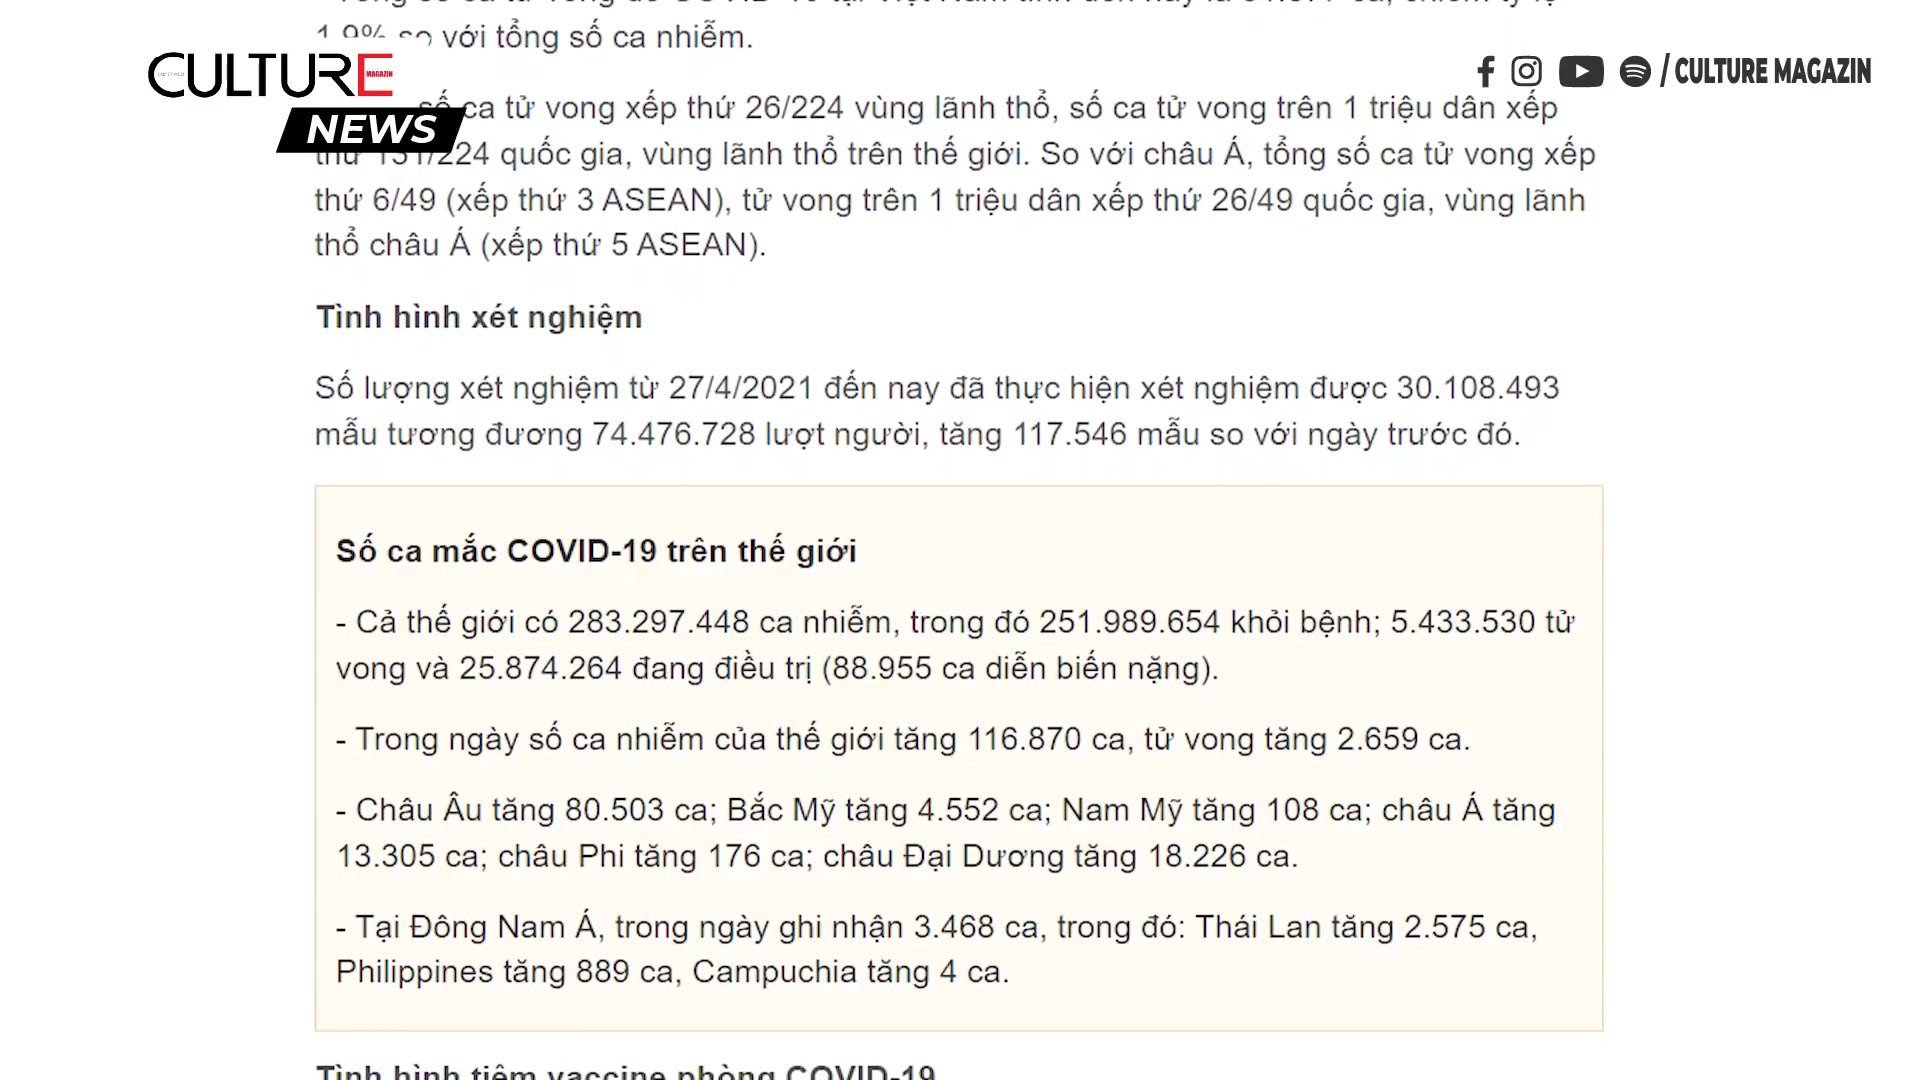 1,9% so với tổng số ca nhiễm.
CULTURE
MAGAZIN
NEWS
/ CULTURE MAGAZIN
số ca tử vong xếp thứ 26/224 vùng lãnh thổ, số ca tử vong trên 1 triệu dân xếp
thứ 131/224 quốc gia, vùng lãnh thổ trên thế giới. So với châu Á, tổng số ca tử vong xếp
thứ 6/49 (xếp thứ 3 ASEAN), tử vong trên 1 triệu dân xếp thứ 26/49 quốc gia, vùng lãnh
thổ châu Á (xếp thứ 5 ASEAN).
Tình hình xét nghiệm
Số lượng xét nghiệm từ 27/4/2021 đến nay đã thực hiện xét nghiệm được 30.108.493
mẫu tương đương 74.476.728 lượt người, tăng 117.546 mẫu so với ngày trước đó.
Số ca mắc COVID-19 trên thế giới
- Cả thế giới có 283.297.448 ca nhiễm, trong đó 251.989.654 khỏi bệnh; 5.433.530 tử
vong và 25.874.264 đang điều trị (88.955 ca diễn biến nặng).
- Trong ngày số ca nhiễm của thế giới tăng 116.870 ca, tử vong tăng 2.659 ca.
- Châu Âu tăng 80.503 ca; Bắc Mỹ tăng 4.552 ca; Nam Mỹ tăng 108 ca; châu Á tăng
13.305 ca; châu Phi tăng 176 ca; châu Đại Dương tăng 18.226 ca.
- Tại Đông Nam Á, trong ngày ghi nhận 3.468 ca, trong đó: Thái Lan tăng 2.575 ca,
Philippines tăng 889 ca, Campuchia tăng 4 ca.
Tình hình tiêm vaccine phòng COVID-19